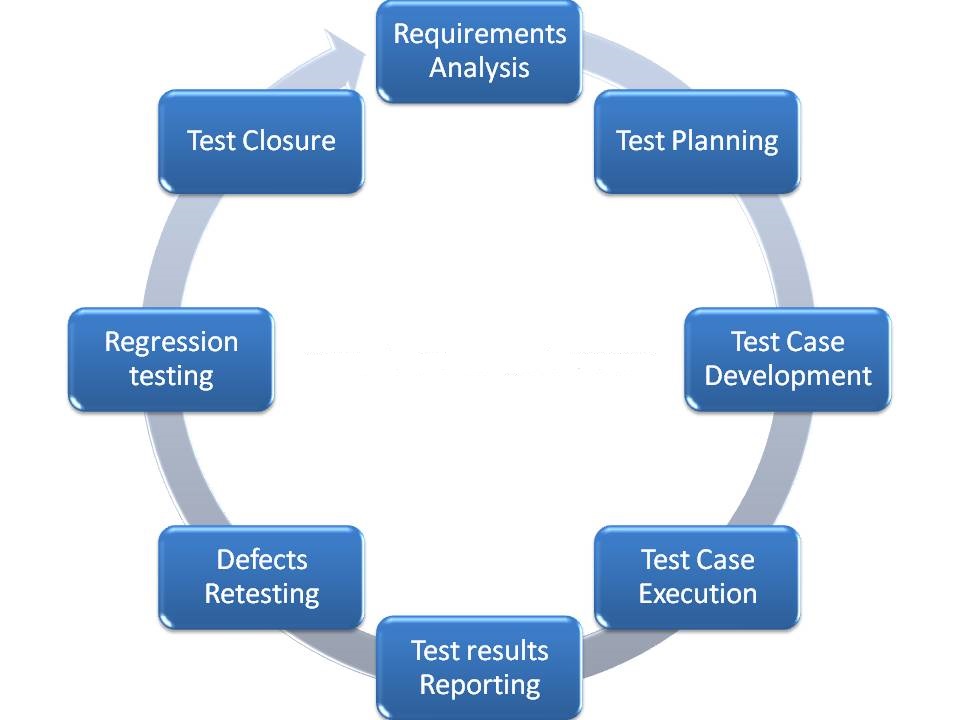 Requirements
Analysis
Test Planning
Test Case
Development
Test Case
Execution
Test results
Reporting
Defects
Retesting
Regression
testing
Test Closure